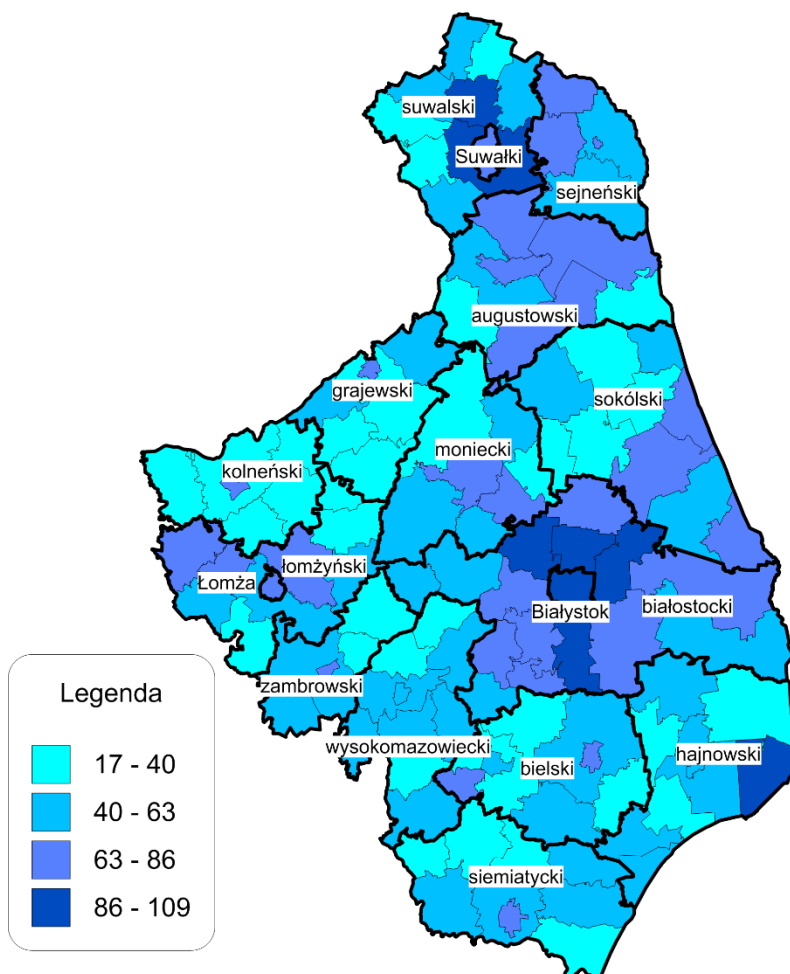 suwalski
Suwałki
sejneński
augustowski
grajewski
sokólski
moniecki
kolneński
łomżyński
Łomża
Białystok
białostocki
zambrowski
wysokomazowiecki
bielski
hajnowski
siemiatycki
Legenda
17 - 40
40 - 63
63 - 86
86 - 109